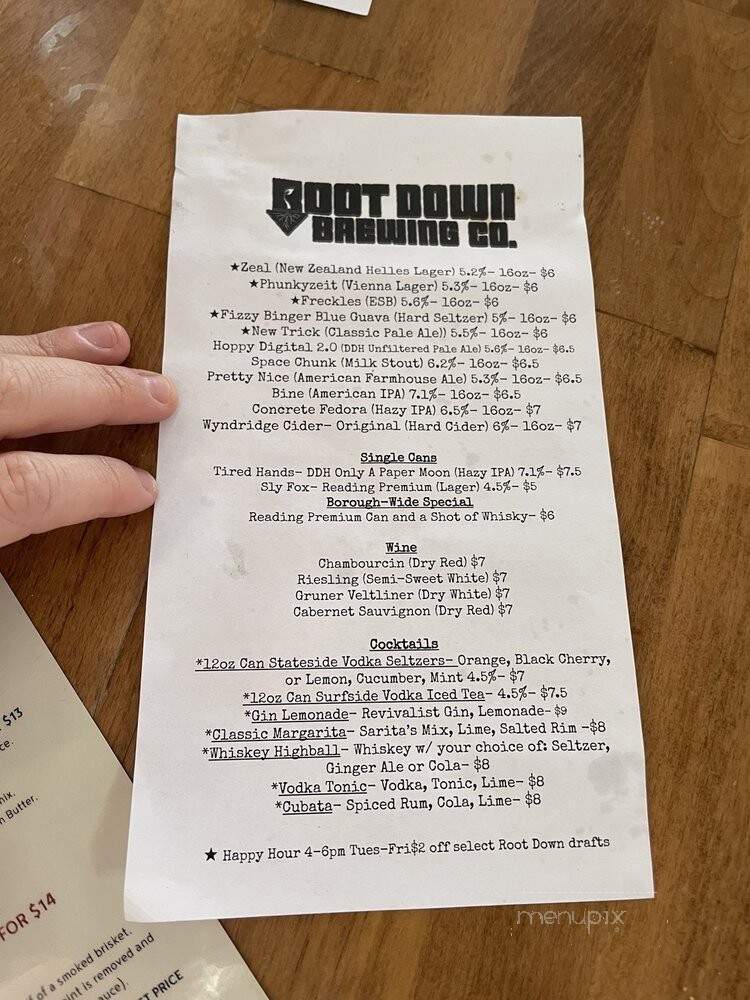 ROOT DOWN
BREWING CO.
★Zeal (New Zealand Helles Lager) 5.2%- 16oz- $6
★Phunkyzeit (Vienna Lager) 5.3%- 16oz- $6
★Freckles (ESB) 5.6%- 16oz- $6
★Fizzy Binger Blue Guava (Hard Seltzer) 5%- 16oz- $6
★New Trick (Classic Pale Ale)) 5.5%- 16oz- $6
Hoppy Digital 2.0 (DDH Unfiltered Pale Ale) 5.6%- 16oz- $6.5
Space Chunk (Milk Stout) 6.2%- 16oz- $6.5
Pretty Nice (American Farmhouse Ale) 5.3%- 16oz- $6.5
Bine (American IPA) 7.1%- 16oz- $6.5
Concrete Fedora (Hazy IPA) 6.5%- 16oz- $7
Wyndridge Cider- Original (Hard Cider) 6%- 16oz- $7
Single Cans
Tired Hands- DDH Only A Paper Moon (Hazy IPA) 7.1%- $7.5
Sly Fox- Reading Premium (Lager) 4.5%- $5
Borough-Wide Special
Reading Premium Can and a Shot of Whisky- $6
Wine
Chambourcin (Dry Red) $7
Riesling (Semi-Sweet White) $7
Gruner Veltliner (Dry White) $7
Cabernet Sauvignon (Dry Red) $7
Cocktails
*12oz Can Stateside Vodka Seltzers- Orange, Black Cherry,
or Lemon, Cucumber, Mint 4.5%- $7
*12oz Can Surfside Vodka Iced Tea- 4.5%- $7.5
*Gin Lemonade- Revivalist Gin, Lemonade- $9
*Classic Margarita- Sarita's Mix, Lime, Salted Rim -$8
*Whiskey Highball- Whiskey w/ your choice of: Seltzer,
Ginger Ale or Cola- $8
*Vodka Tonic- Vodka, Tonic, Lime- $8
*Cubata- Spiced Rum, Cola, Lime- $8
★ Happy Hour 4-6pm Tues-Fri$2 off select Root Down drafts
menupix
$13
Butter.
FOR $14
of a smoked brisket.
is removed and
PRICE